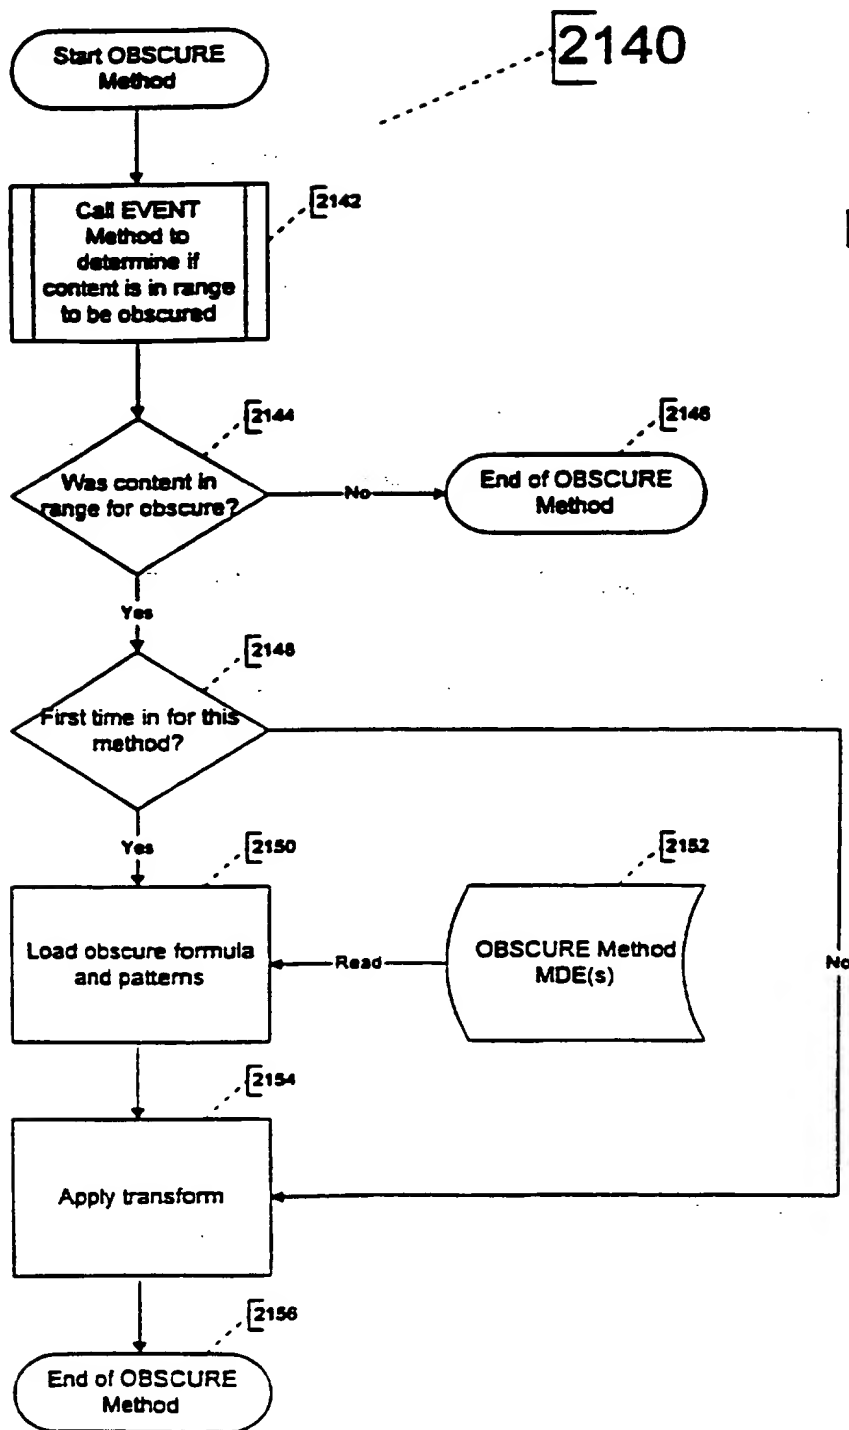 Start OBSCURE
Method
2140
Call EVENT
Method to
determine if
content is in range
to be obscured
2142
2144
Was content in
range for obscure?
No
2146
End of OBSCURE
Method
Yes
2148
First time in for this
method?
Yes
2150
Load obscure formula
and patterns
Read
2152
OBSCURE Method
MDE(s)
No
2154
Apply transform
2156
End of OBSCURE
Method